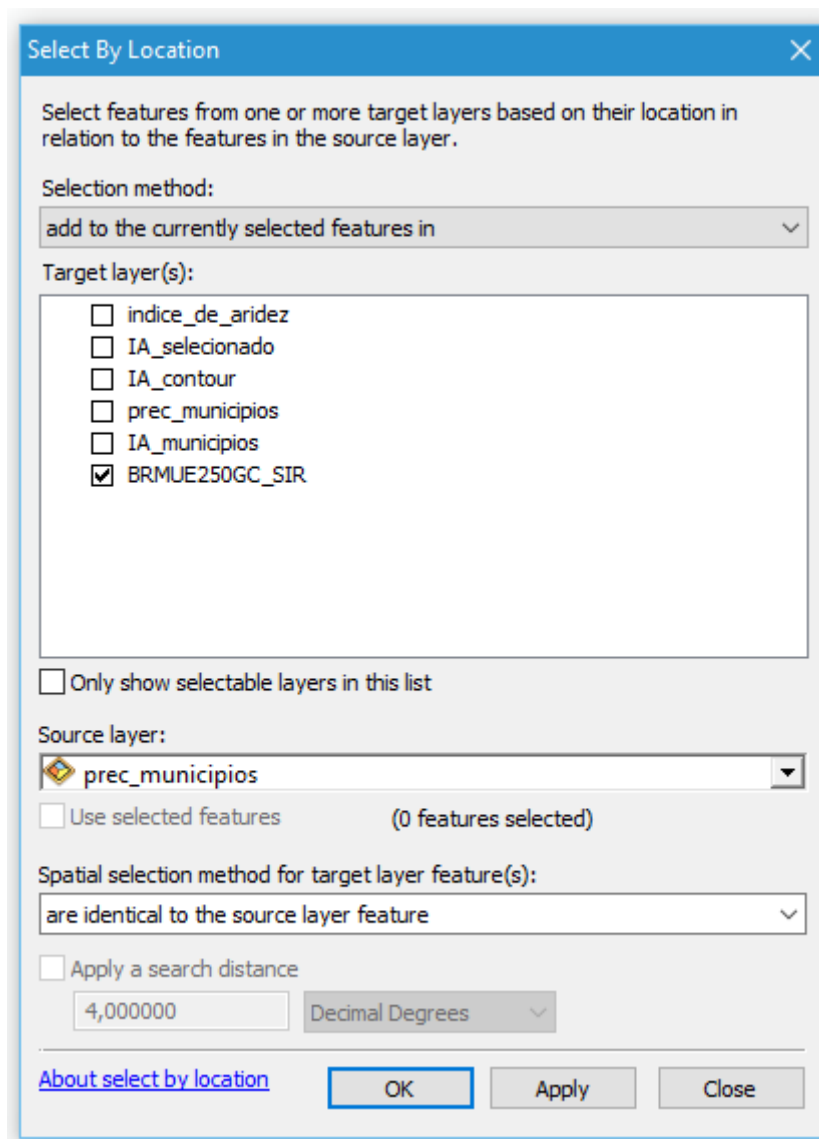 Select By Location
Select features from one or more target layers based on their location in
relation to the features in the source layer.
Selection method:
add to the currently selected features in
Target layer(s):
indice_de_aridez
IA_selecionado
IA_contour
prec_municipios
IA_municipios
BRMUE250GC_SIR
Only show selectable layers in this list
Source layer:
prec_municipios
Use selected features (0 features selected)
Spatial selection method for target layer feature(s):
are identical to the source layer feature
Apply a search distance
4,000000 Decimal Degrees
About select by location OK Apply Close